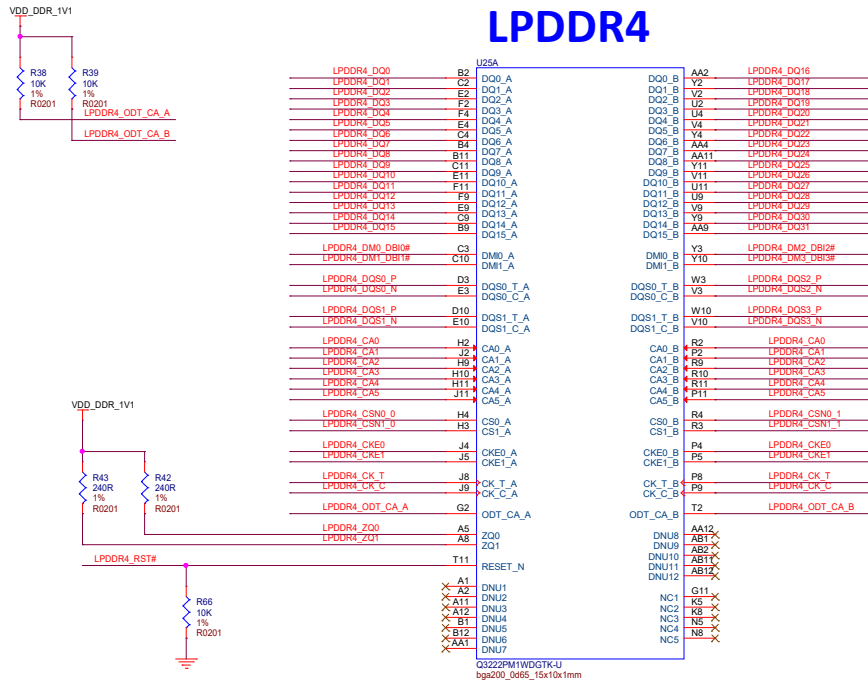 LPDDR4
VDD_DDR_1V1
R38
10K
1%
R0201
R39
10K
1%
R0201
LPDDR4_ODT_CA_A
LPDDR4_ODT_CA_B
U25A
LPDDR4_DQ0 B2 DQ0_A DQ0_B AA2 LPDDR4_DQ16
LPDDR4_DQ1 C2 DQ1_A DQ1_B Y2 LPDDR4_DQ17
LPDDR4_DQ2 E2 DQ2_A DQ2_B V2 LPDDR4_DQ18
LPDDR4_DQ3 F2 DQ3_A DQ3_B U2 LPDDR4_DQ19
LPDDR4_DQ4 F4 DQ4_A DQ4_B U4 LPDDR4_DQ20
LPDDR4_DQ5 E4 DQ5_A DQ5_B V4 LPDDR4_DQ21
LPDDR4_DQ6 C4 DQ6_A DQ6_B Y4 LPDDR4_DQ22
LPDDR4_DQ7 B4 DQ7_A DQ7_B AA4 LPDDR4_DQ23
LPDDR4_DQ8 B11 DQ8_A DQ8_B AA11 LPDDR4_DQ24
LPDDR4_DQ9 C11 DQ9_A DQ9_B Y11 LPDDR4_DQ25
LPDDR4_DQ10 E11 DQ10_A DQ10_B V11 LPDDR4_DQ26
LPDDR4_DQ11 F11 DQ11_A DQ11_B U11 LPDDR4_DQ27
LPDDR4_DQ12 F9 DQ12_A DQ12_B U9 LPDDR4_DQ28
LPDDR4_DQ13 E9 DQ13_A DQ13_B V9 LPDDR4_DQ29
LPDDR4_DQ14 C9 DQ14_A DQ14_B Y9 LPDDR4_DQ30
LPDDR4_DQ15 B9 DQ15_A DQ15_B AA9 LPDDR4_DQ31
LPDDR4_DM0_DBI0# C3 DMI0_A DMI0_B Y3 LPDDR4_DM2_DBI2#
LPDDR4_DM1_DBI1# C10 DMI1_A DMI1_B Y10 LPDDR4_DM3_DBI3#
LPDDR4_DQS0_P D3 DQS0_T_A DQS0_T_B W3 LPDDR4_DQS2_P
LPDDR4_DQS0_N E3 DQS0_C_A DQS0_C_B V3 LPDDR4_DQS2_N
LPDDR4_DQS1_P D10 DQS1_T_A DQS1_T_B W10 LPDDR4_DQS3_P
LPDDR4_DQS1_N E10 DQS1_C_A DQS1_C_B V10 LPDDR4_DQS3_N
LPDDR4_CA0 H2 CA0_A CA0_B R2 LPDDR4_CA0
LPDDR4_CA1 J2 CA1_A CA1_B P2 LPDDR4_CA1
LPDDR4_CA2 H9 CA2_A CA2_B R9 LPDDR4_CA2
LPDDR4_CA3 H10 CA3_A CA3_B R10 LPDDR4_CA3
LPDDR4_CA4 H11 CA4_A CA4_B R11 LPDDR4_CA4
LPDDR4_CA5 J11 CA5_A CA5_B P11 LPDDR4_CA5
LPDDR4_CSN0_0 H4 CS0_A CS0_B R4 LPDDR4_CSN0_1
LPDDR4_CSN1_0 H3 CS1_A CS1_B R3 LPDDR4_CSN1_1
LPDDR4_CKE0 J4 CKE0_A CKE0_B P4 LPDDR4_CKE0
LPDDR4_CKE1 J5 CKE1_A CKE1_B P5 LPDDR4_CKE1
LPDDR4_CK_T J8 CK_T_A CK_T_B P8 LPDDR4_CK_T
LPDDR4_CK_C J9 CK_C_A CK_C_B P9 LPDDR4_CK_C
LPDDR4_ODT_CA_A G2 ODT_CA_A ODT_CA_B T2 LPDDR4_ODT_CA_B
VDD_DDR_1V1
R43
240R
1%
R0201
R42
240R
1%
R0201
LPDDR4_ZQ0 A5 ZQ0
LPDDR4_ZQ1 A8 ZQ1
LPDDR4_RST# T11 RESET_N
R66
10K
1%
R0201
A1 DNU1
A2 DNU2
A11 DNU3
A12 DNU4
B1 DNU5
B12 DNU6
AA1 DNU7
DNU8 AA12
DNU9 AB1
DNU10 AB2
DNU11 AB11
DNU12 AB12
NC1 G11
NC2 K5
NC3 K8
NC4 N5
NC5 N8
Q3222PM1WDGTK-U
bga200_0d65_15x10x1mm